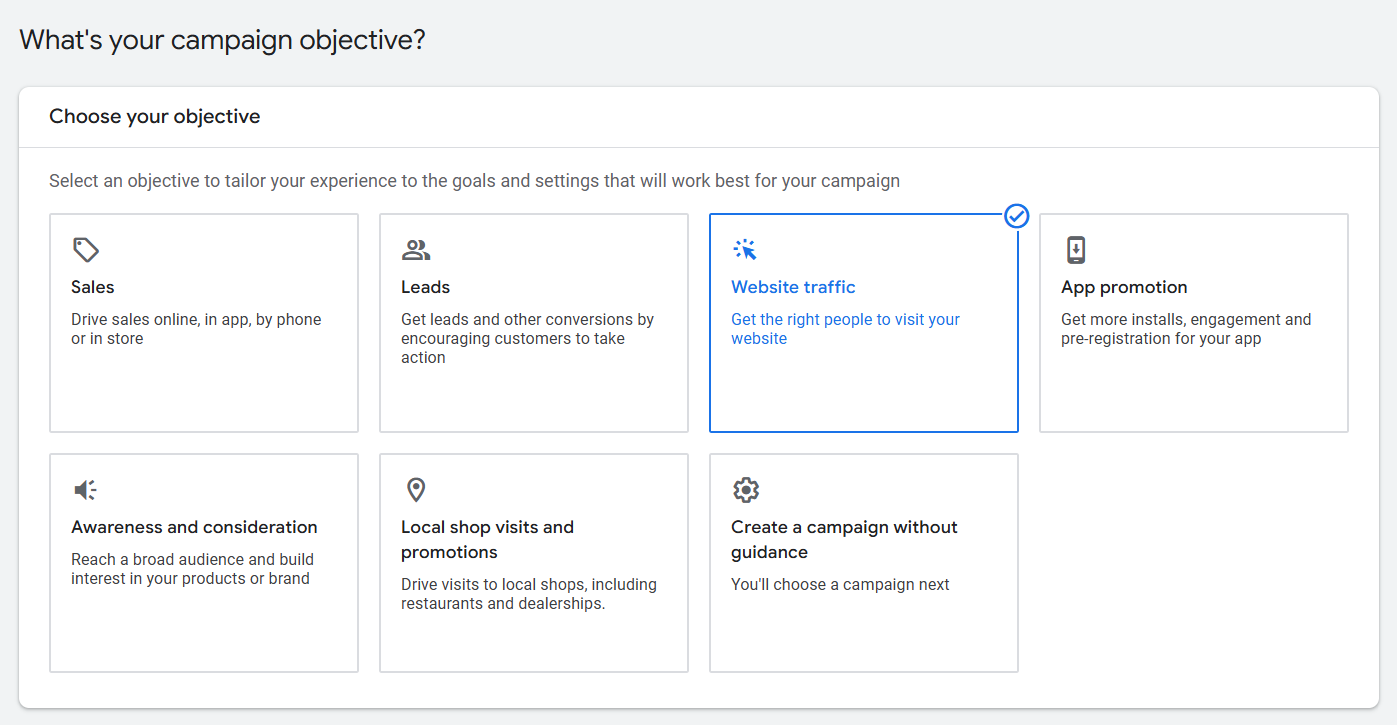 What's your campaign objective?
Choose your objective
Select an objective to tailor your experience to the goals and settings that will work best for your campaign
Sales
Drive sales online, in app, by phone
or in store
Leads
Get leads and other conversions by
encouraging customers to take
action
Website traffic
Get the right people to visit your
website
App promotion
Get more installs, engagement and
pre-registration for your app
Awareness and consideration
Reach a broad audience and build
interest in your products or brand
Local shop visits and
promotions
Drive visits to local shops, including
restaurants and dealerships.
Create a campaign without
guidance
You'll choose a campaign next